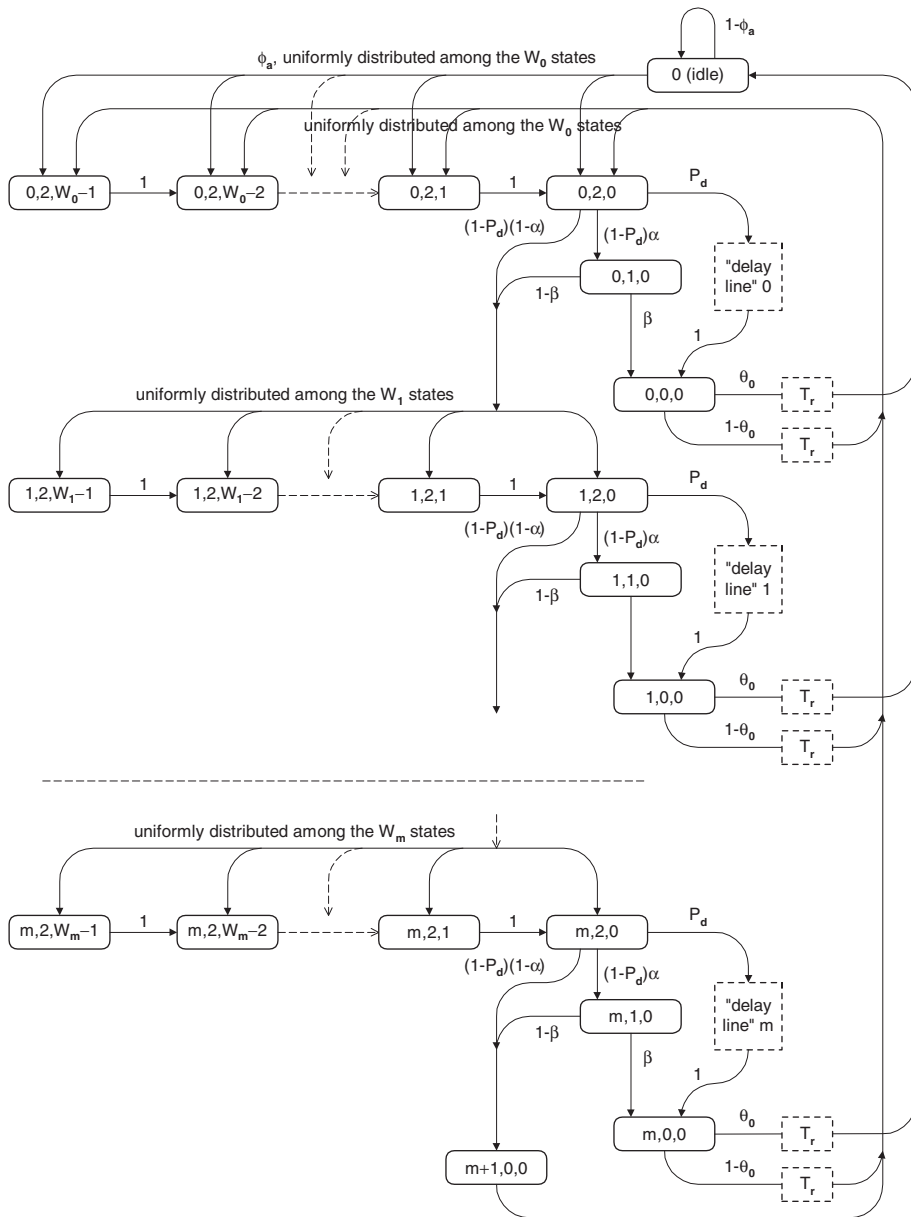 1-ϕa
ϕa, uniformly distributed among the W0 states
0 (idle)
uniformly distributed among the W0 states
0,2,W0−1
1
0,2,W0−2
0,2,1
1
0,2,0
Pd
(1-Pd)(1-α)
(1-Pd)α
"delay
line" 0
0,1,0
1-β
β
1
0,0,0
θ0
Tr
1-θ0
Tr
uniformly distributed among the W1 states
1,2,W1−1
1
1,2,W1−2
1,2,1
1
1,2,0
Pd
(1-Pd)(1-α)
(1-Pd)α
"delay
line" 1
1,1,0
1-β
1
1,0,0
θ0
Tr
1-θ0
Tr
uniformly distributed among the Wm states
m,2,Wm−1
1
m,2,Wm−2
m,2,1
1
m,2,0
Pd
(1-Pd)(1-α)
(1-Pd)α
"delay
line" m
m,1,0
1-β
β
1
m,0,0
θ0
Tr
1-θ0
Tr
m+1,0,0